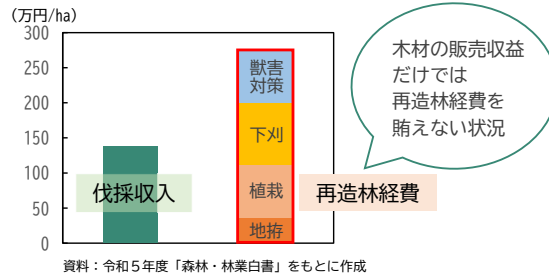 (万円/ha)
300
250
200
150
100
50
0
伐採収入
獣害
対策
下刈
植栽
地拵
再造林経費
木材の販売収益
だけでは
再造林経費を
賄えない状況
資料：令和５年度「森林・林業白書」をもとに作成